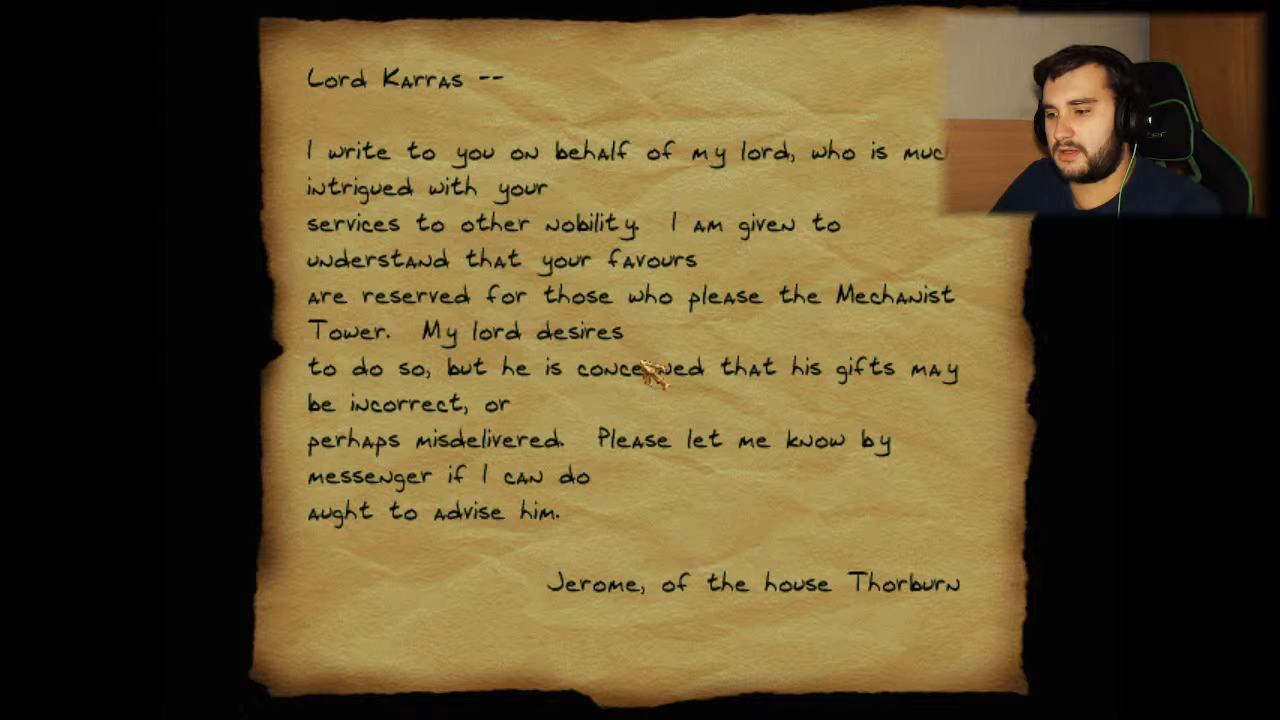 Lord Karras --
I write to you on behalf of my lord, who is
intrigued with your
services to other nobility. I am given to
understand that your favours
are reserved for those who please the Mechanist
Tower. My lord desires
to do so, but he is that his gifts may
be incorrect, or
perhaps misdelivered. Please let me know by
messenger if I can do
aught to advise him.
Jerome, of the house Thorburn